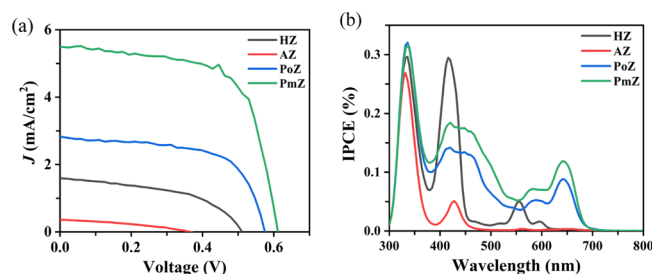 (a)
HZ
AZ
PoZ
PmZ
J (mA/cm²)
6
4
2
0
0.0 0.2 0.4 0.6
Voltage (V)
(b)
HZ
AZ
PoZ
PmZ
IPCE (%)
0.3
0.2
0.1
0.0
300 400 500 600 700 800
Wavelength (nm)